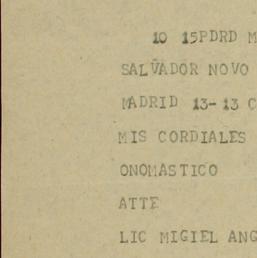 10 15PDRD M
SALVADOR NOVO
MADRID 13-13 C
MIS CORDIALES
ONOMASTICO
ATTE
LIC MIGIEL ANG